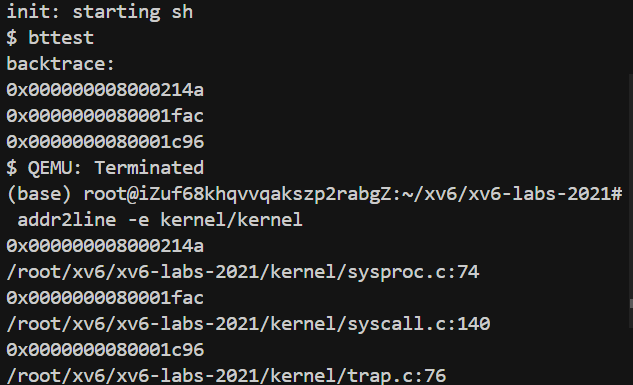 init: starting sh
$ bttest
backtrace:
0x000000008000214a
0x0000000080001fac
0x0000000080001c96
$ QEMU: Terminated
(base) root@iZuf68khqvvqakszp2rabgZ:~/xv6/xv6-labs-2021#
addr2line -e kernel/kernel
0x000000008000214a
/root/xv6/xv6-labs-2021/kernel/sysproc.c:74
0x0000000080001fac
/root/xv6/xv6-labs-2021/kernel/syscall.c:140
0x0000000080001c96
/root/xv6/xv6-labs-2021/kernel/trap.c:76